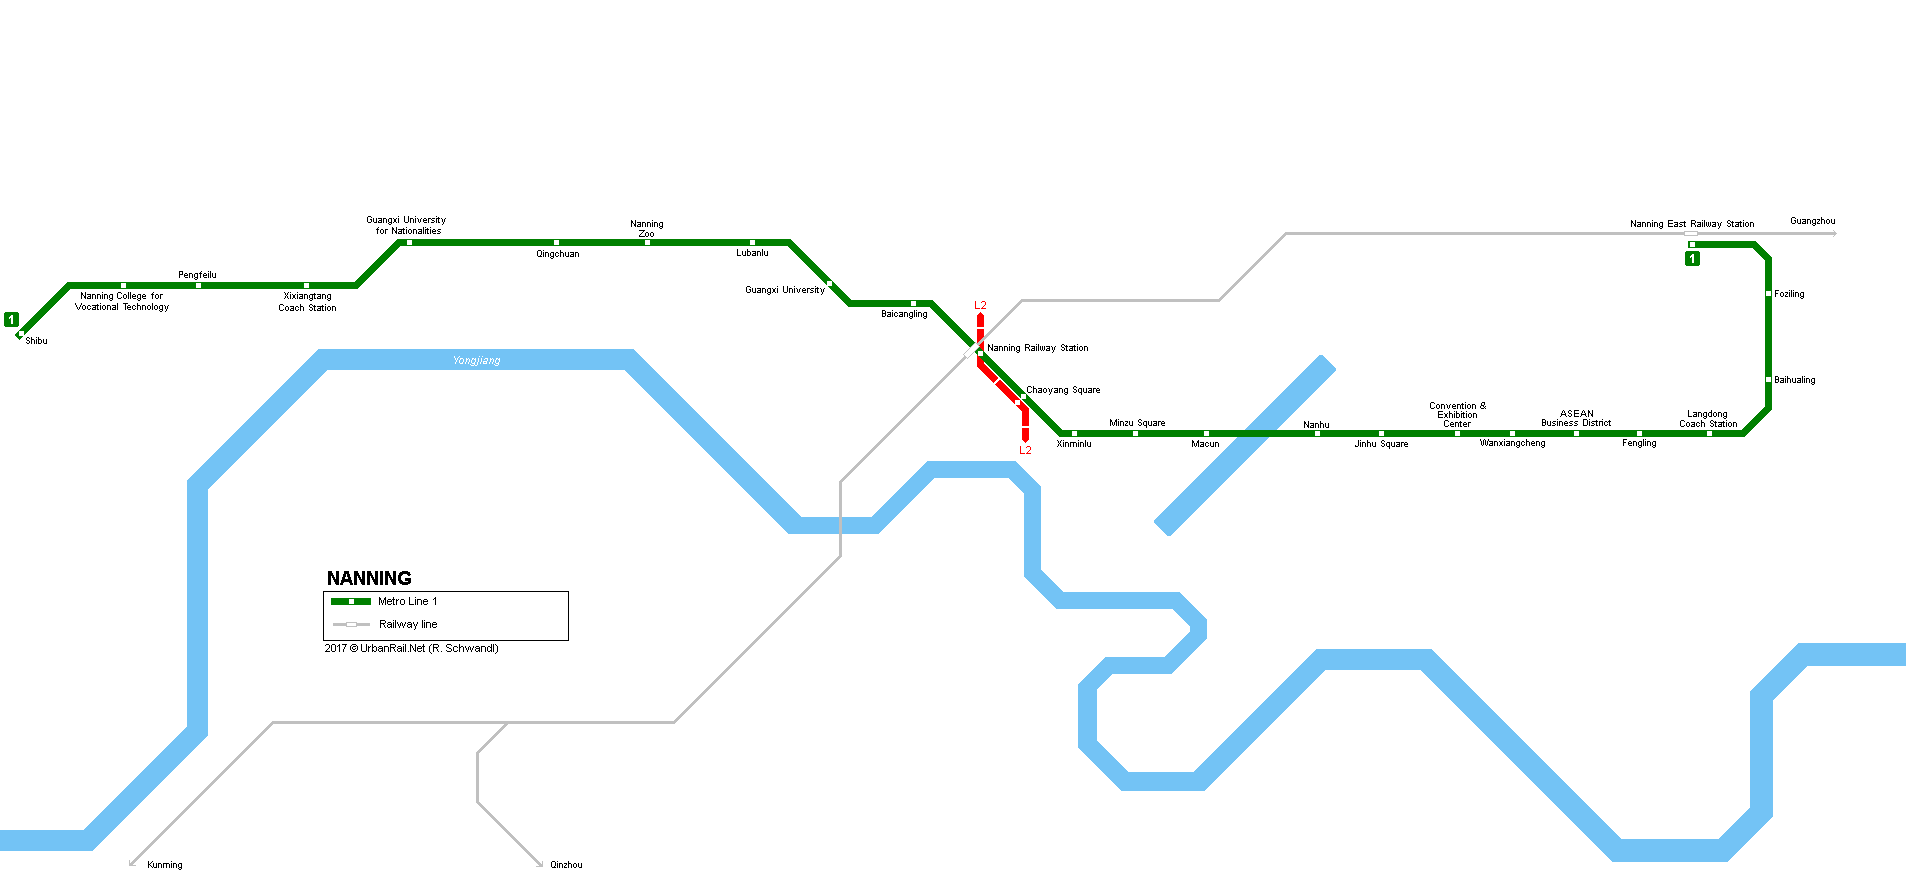 Guangxi University
for Nationalities
Nanning
Zoo
Nanning East Railway Station
Guangzhou
Qingchuan
Lubanlu
1
Pengfeilu
Guangxi University
Foziling
Nanning College for
Vocational Technology
Xixiangtang
Coach Station
L2
Baicangling
1
Shibu
Nanning Railway Station
Yongjiang
Baihualing
Chaoyang Square
Convention &
Exhibition
Center
ASEAN
Business District
Langdong
Coach Station
Minzu Square
Nanhu
Xinminlu
Macun
Jinhu Square
Wanxiangcheng
Fengling
L2
NANNING
Metro Line 1
Railway line
2017 © UrbanRail.Net (R. Schwandl)
Kunming
Qinzhou